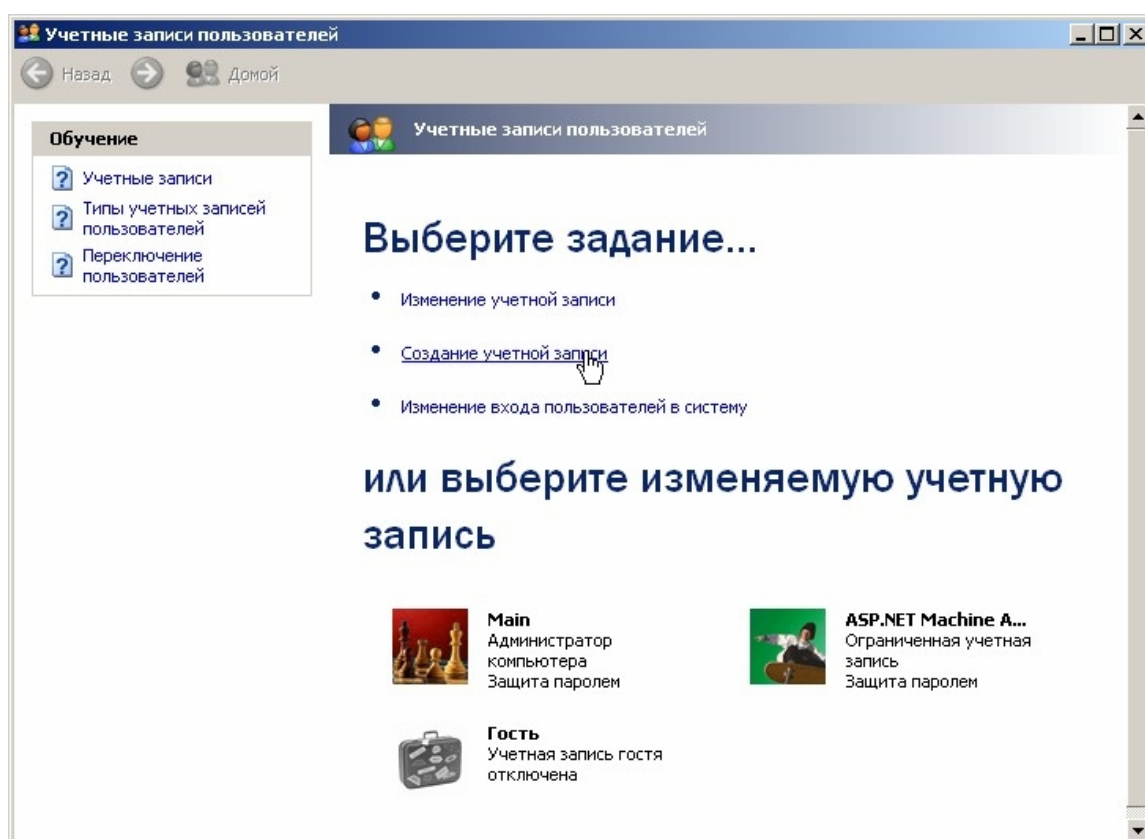 Учетные записи пользователей
Назад
Домой
Обучение
Учетные записи
Типы учетных записей
пользователей
Переключение
пользователей
Учетные записи пользователей
Выберите задание...
Изменение учетной записи
Создание учетной записи
Изменение входа пользователей в систему
или выберите изменяемую учетную
запись
Main
Администратор
компьютера
Защита паролем
ASP.NET Machine A...
Ограниченная учетная
запись
Защита паролем
Гость
Учетная запись гостя
отключена